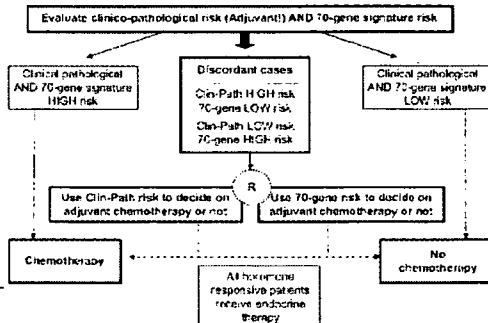 Evaluate clinico-pathological risk (Adjuvant!) AND 70-gene signature risk
Clinical pathological
AND 70-gene signature
HIGH risk
Discordant cases
Clin-Path HIGH risk
70-gene LOW risk
Clin-Path LOW risk
70-gene HIGH risk
Clinical pathological
AND 70-gene signature
LOW risk
R
Use Clin-Path risk to decide on
adjuvant chemotherapy or not
Use 70-gene risk to decide on
adjuvant chemotherapy or not
Chemotherapy
No
chemotherapy
All hormone
responsive patients
receive endocrine
therapy